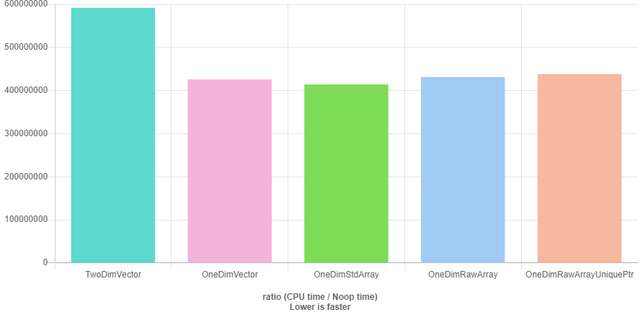 600000000
500000000
400000000
300000000
200000000
100000000
0
TwoDimVector OneDimVector OneDimStdArray OneDimRawArray OneDimRawArrayUniquePtr
ratio (CPU time / Noop time)
Lower is faster